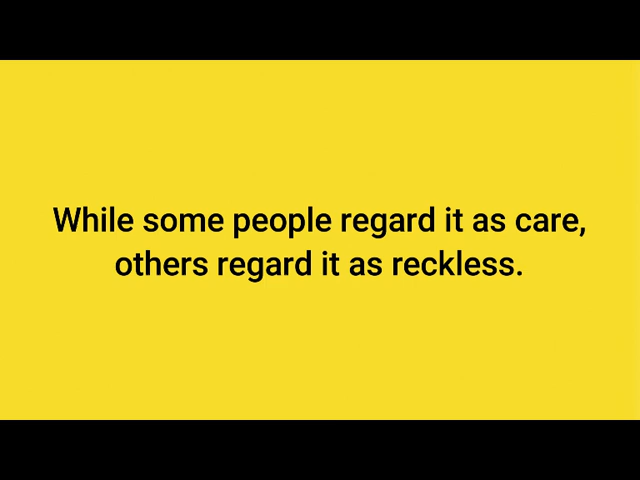 While some people regard it as care,
others regard it as reckless.